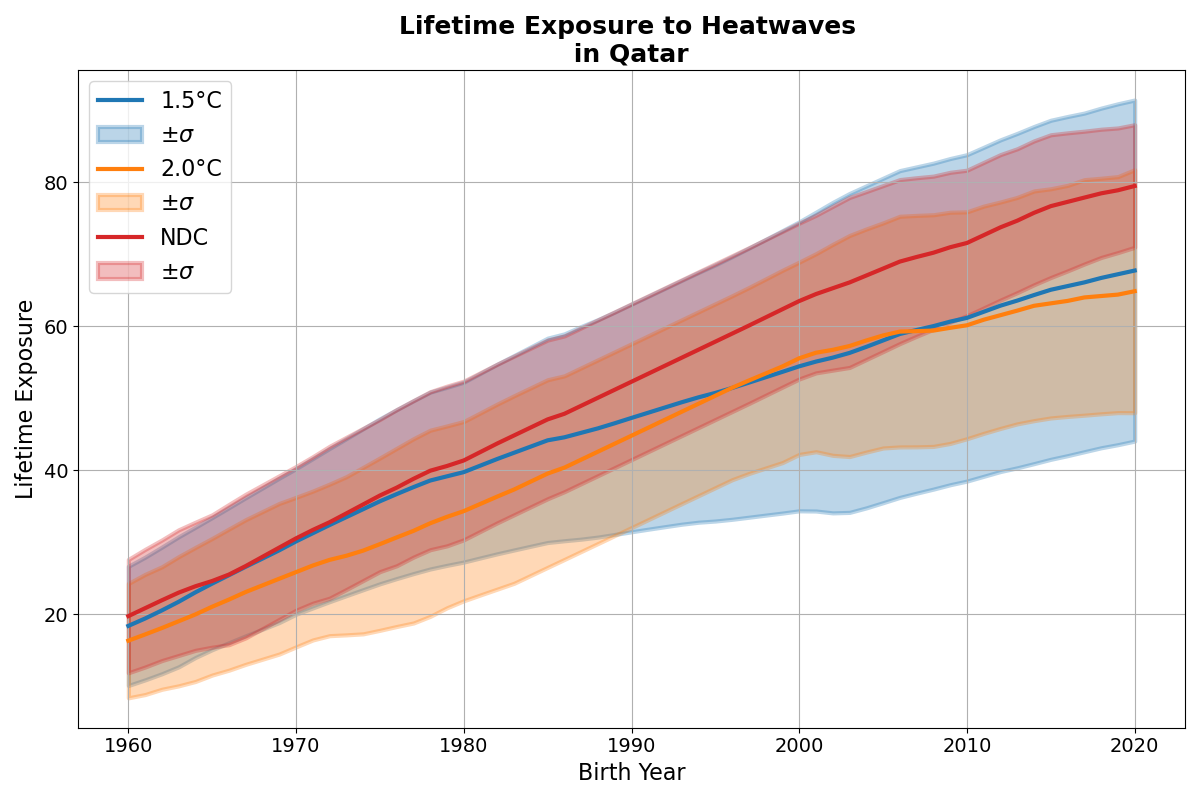 Lifetime Exposure to Heatwaves
in Qatar
1.5°C
±σ
2.0°C
±σ
NDC
±σ
Lifetime Exposure
80
60
40
20
1960 1970 1980 1990 2000 2010 2020
Birth Year